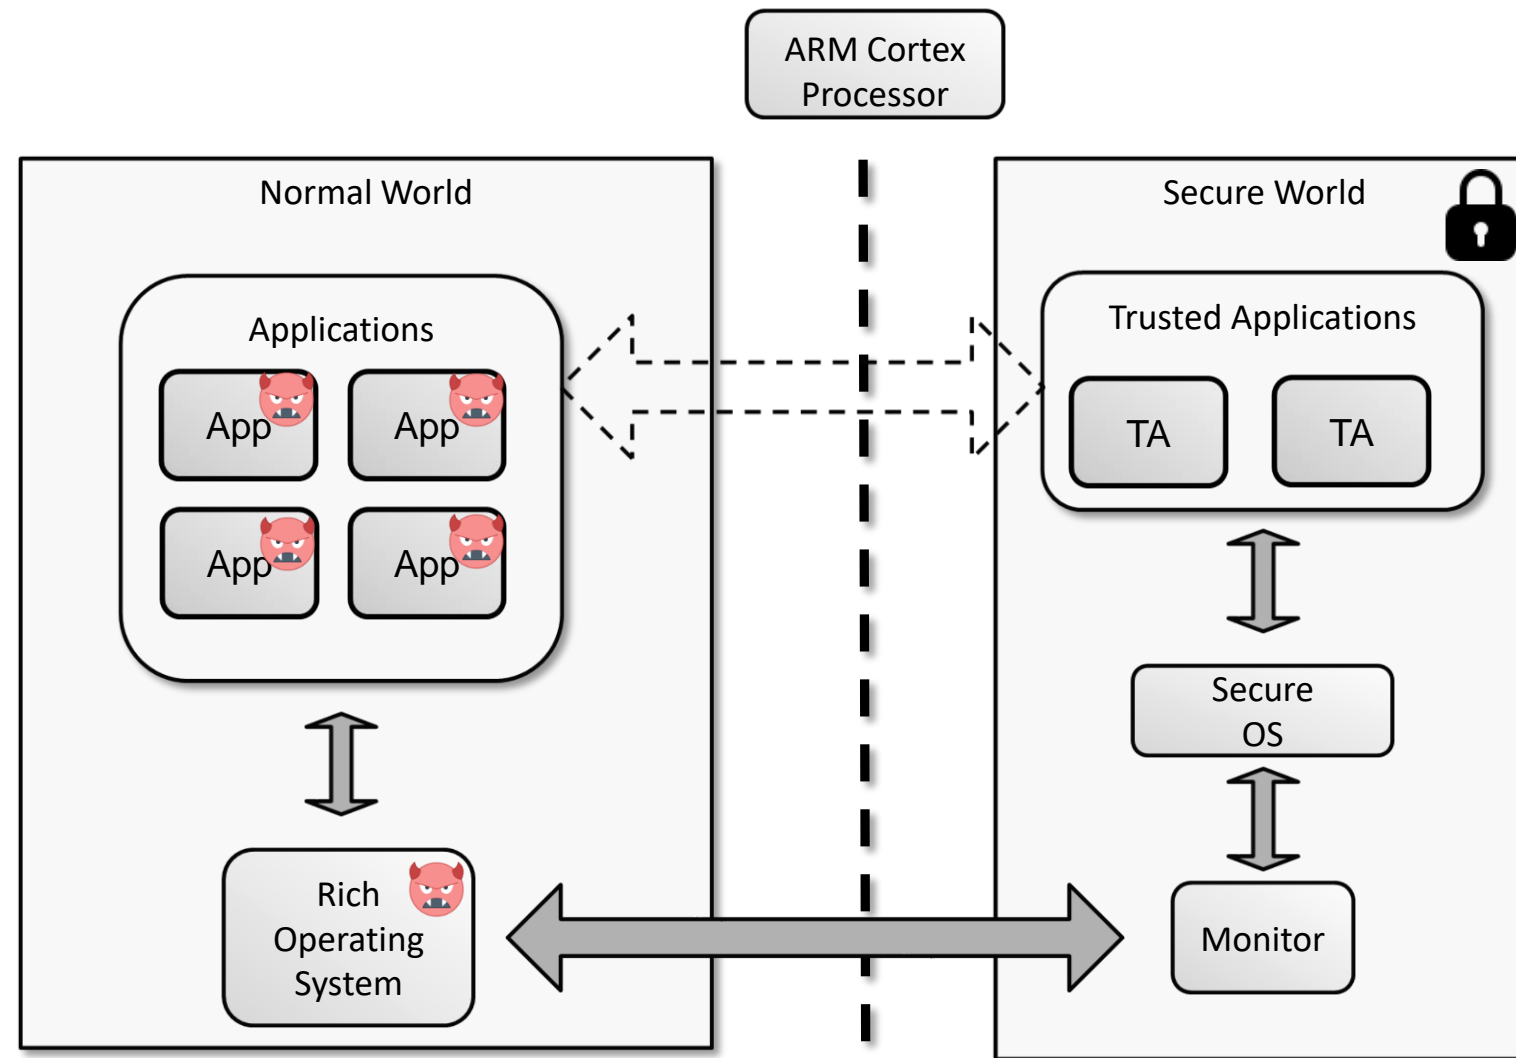 ARM Cortex
Processor
Normal World
Applications
App
App
App
App
Rich
Operating
System
Secure World
Trusted Applications
TA
TA
Secure
OS
Monitor